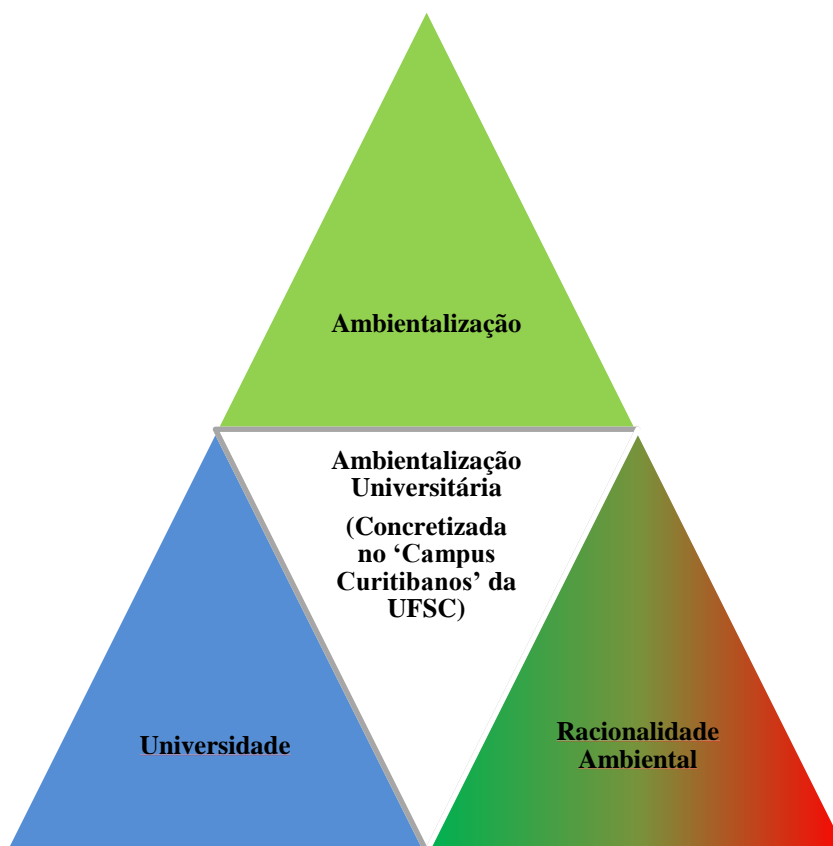 Ambientalização
Ambientalização
Universitária
(Concretizada
no ‘Campus
Curitibanos’ da
UFSC)
Universidade
Racionalidade
Ambiental